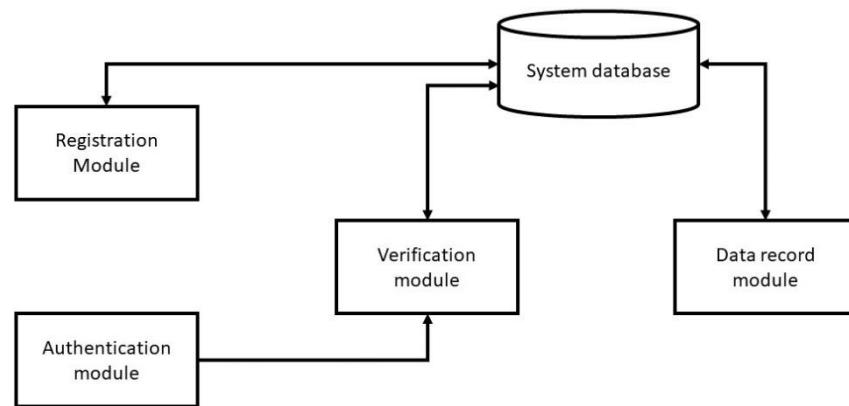 System database
Registration
Module
Verification
module
Data record
module
Authentication
module